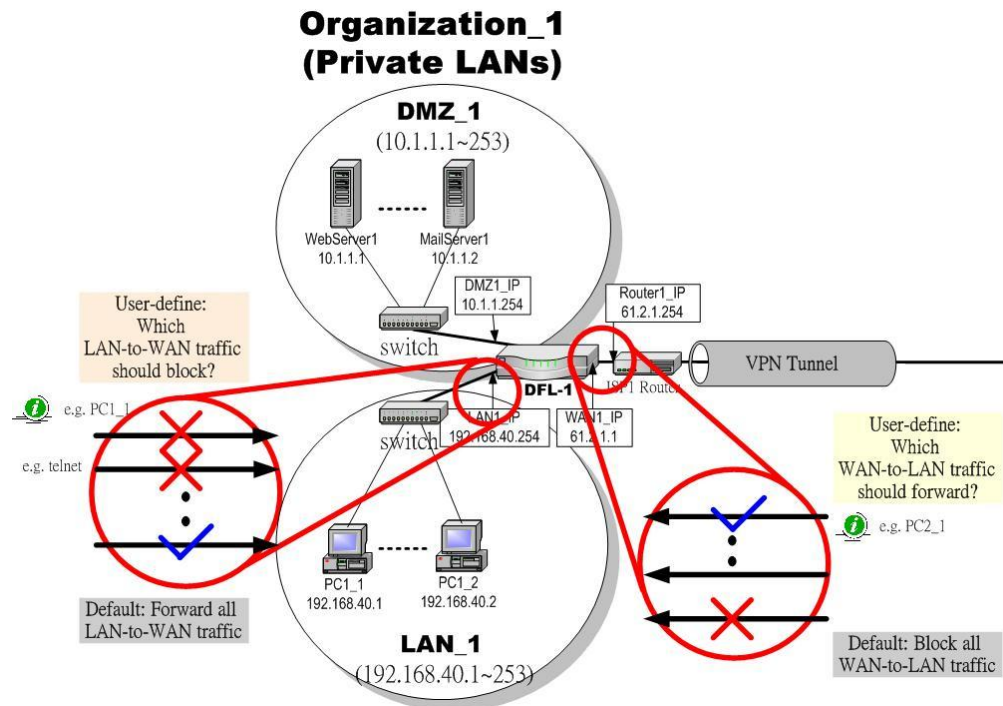 Organization_1
(Private LANs)
DMZ_1
(10.1.1.1~253)
WebServer1
10.1.1.1
MailServer1
10.1.1.2
DMZ1_IP
10.1.1.254
Router1_IP
61.2.1.254
User-define:
Which
LAN-to-WAN traffic
should block?
switch
DFL-1
ISP1 Router
VPN Tunnel
i
e.g. PC1_1
switch
LAN1_IP
192.168.40.254
WAN1_IP
61.2.1.1
User-define:
Which
WAN-to-LAN traffic
should forward?
e.g. telnet
i
e.g. PC2_1
PC1_1
192.168.40.1
PC1_2
192.168.40.2
Default: Forward all
LAN-to-WAN traffic
LAN_1
(192.168.40.1~253)
Default: Block all
WAN-to-LAN traffic